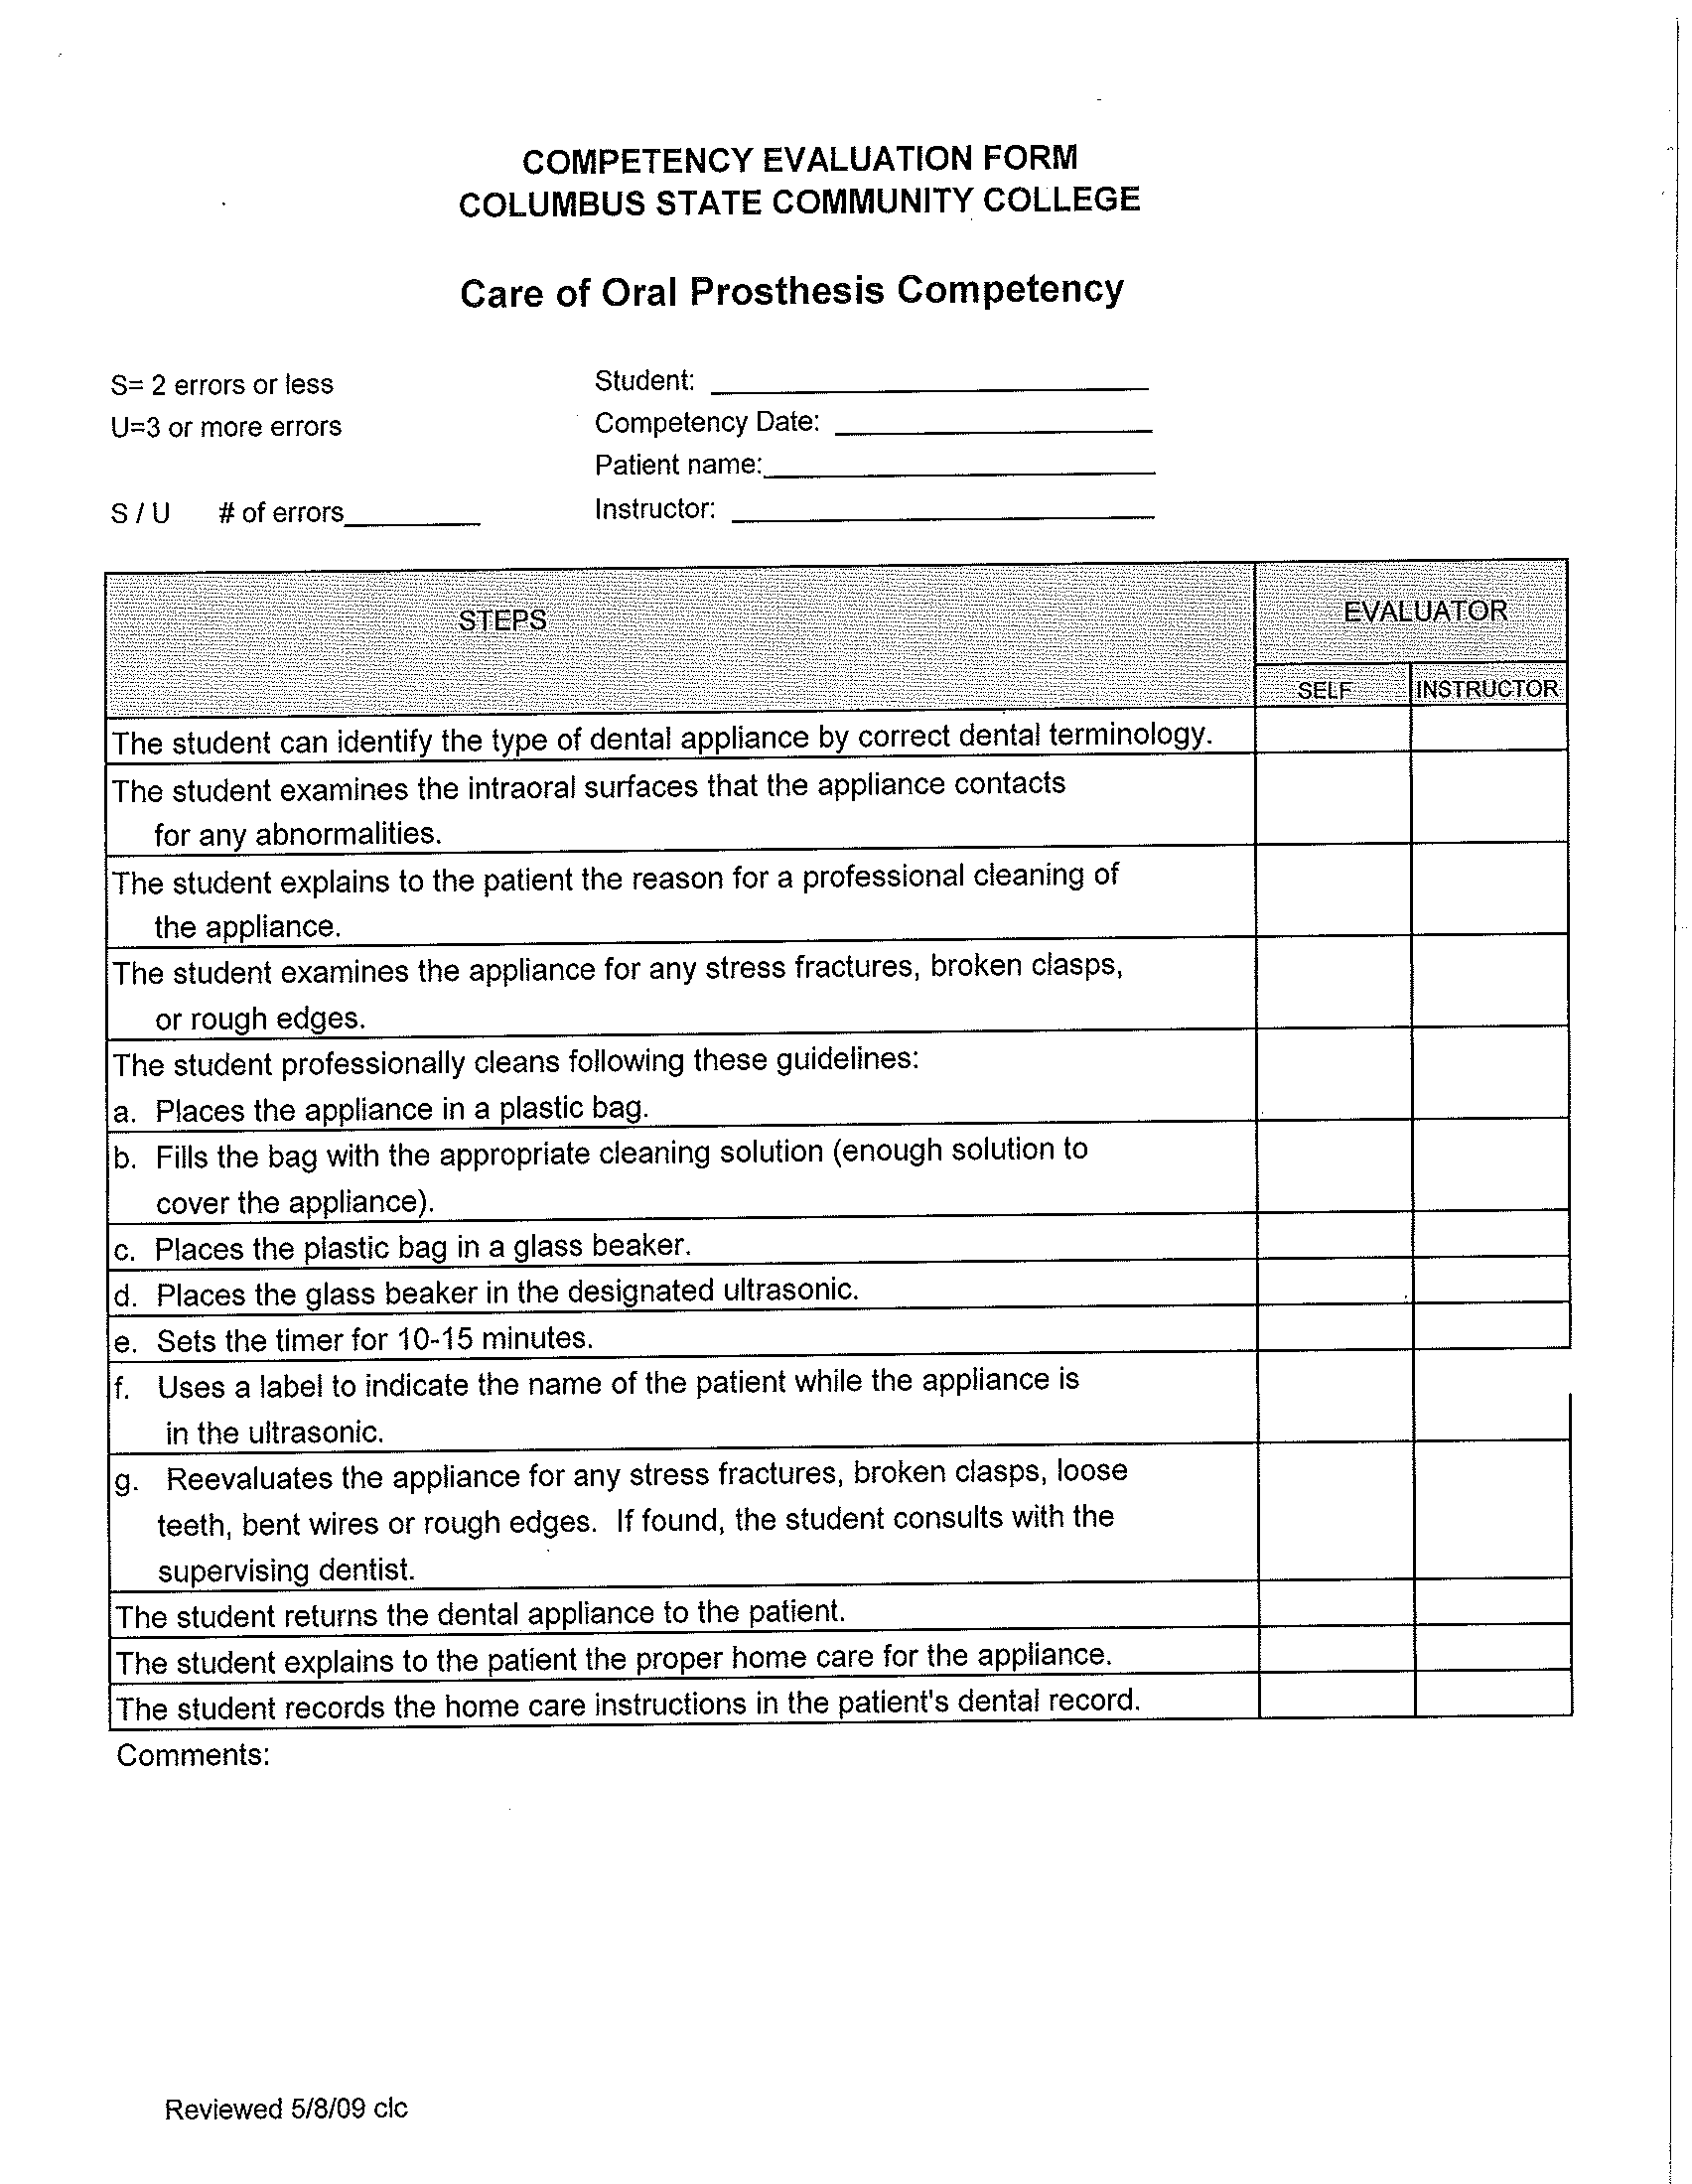 COMPETENCY EVALUATION FORM
COLUMBUS STATE COMMUNITY COLLEGE
Care of Oral Prosthesis Competency
S= 2 errors or less
Student:
U=3 or more errors
Competency Date:
Patient name:
S / U # of errors
Instructor:
STEPS
EVALUATOR
SELF
INSTRUCTOR
The student can identify the type of dental appliance by correct dental terminology.
The student examines the intraoral surfaces that the appliance contacts
for any abnormalities.
The student explains to the patient the reason for a professional cleaning of
the appliance.
The student examines the appliance for any stress fractures, broken clasps,
or rough edges.
The student professionally cleans following these guidelines:
a. Places the appliance in a plastic bag.
b. Fills the bag with the appropriate cleaning solution (enough solution to
cover the appliance).
c. Places the plastic bag in a glass beaker.
d. Places the glass beaker in the designated ultrasonic.
e. Sets the timer for 10-15 minutes.
f. Uses a label to indicate the name of the patient while the appliance is
in the ultrasonic.
g. Reevaluates the appliance for any stress fractures, broken clasps, loose
teeth, bent wires or rough edges. If found, the student consults with the
supervising dentist.
The student returns the dental appliance to the patient.
The student explains to the patient the proper home care for the appliance.
The student records the home care instructions in the patient's dental record.
Comments:
Reviewed 5/8/09 clc